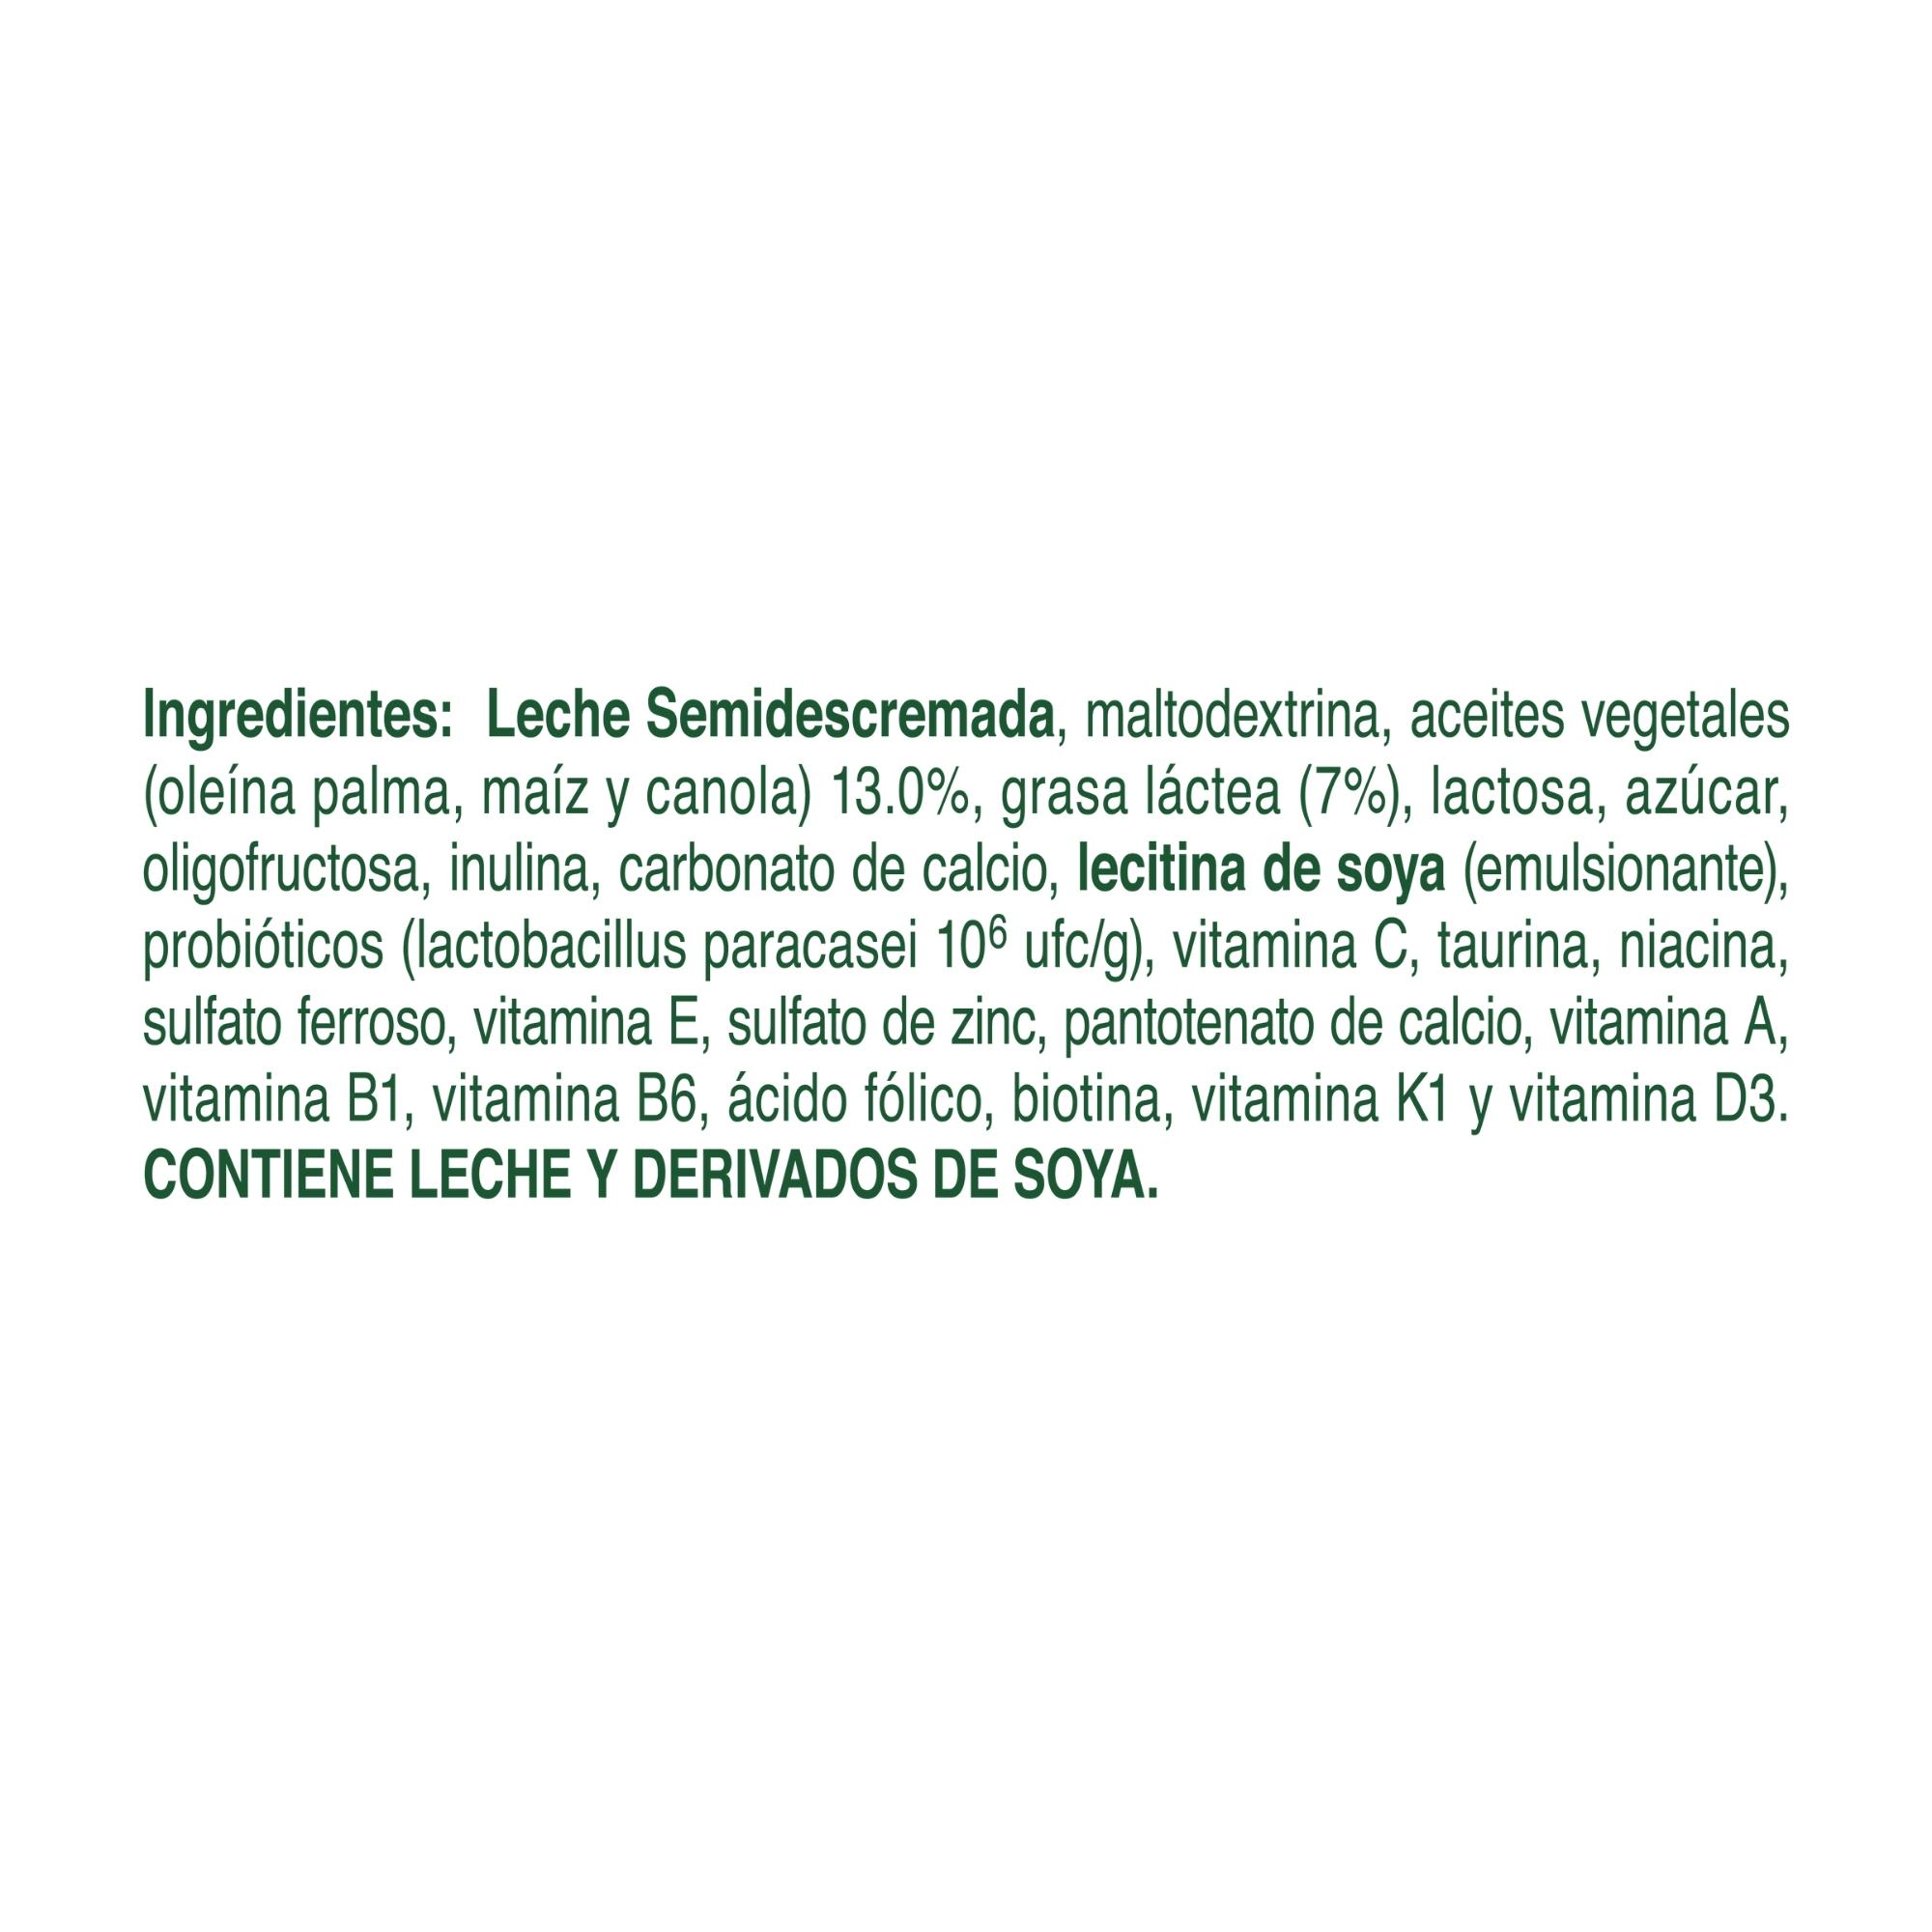 Ingredientes: Leche Semidescremada, maltodextrina, aceites vegetales
(oleína palma, maíz y canola) 13.0%, grasa láctea (7%), lactosa, azúcar,
oligofructosa, inulina, carbonato de calcio, lecitina de soya (emulsionante),
probióticos (lactobacillus paracasei 10⁶ ufc/g), vitamina C, taurina, niacina,
sulfato ferroso, vitamina E, sulfato de zinc, pantotenato de calcio, vitamina A,
vitamina B1, vitamina B6, ácido fólico, biotina, vitamina K1 y vitamina D3.
CONTIENE LECHE Y DERIVADOS DE SOYA.